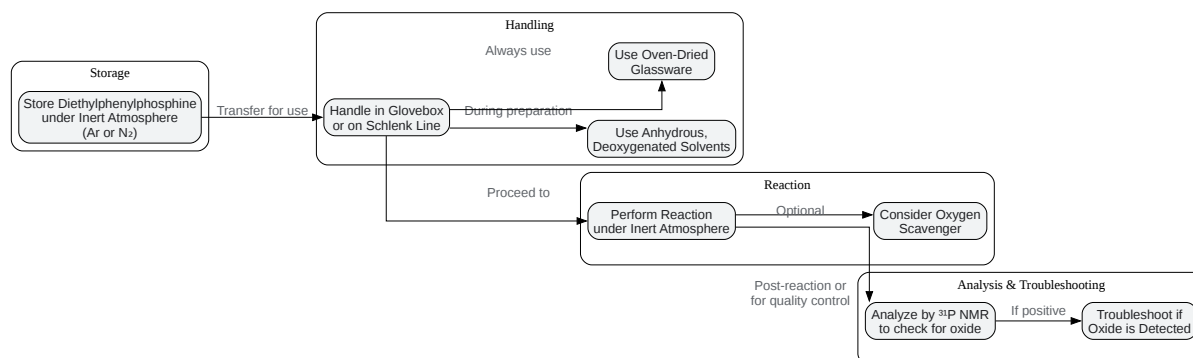 Storage
Store Diethylphenylphosphine
under Inert Atmosphere
(Ar or N₂)
Transfer for use
Handling
Always use
Use Oven-Dried
Glassware
Handle in Glovebox
or on Schlenk Line
During preparation
Use Anhydrous,
Deoxygenated Solvents
Proceed to
Reaction
Perform Reaction
under Inert Atmosphere
Optional
Consider Oxygen
Scavenger
Post-reaction or
for quality control
Analysis & Troubleshooting
Analyze by ³¹P NMR
to check for oxide
If positive
Troubleshoot if
Oxide is Detected